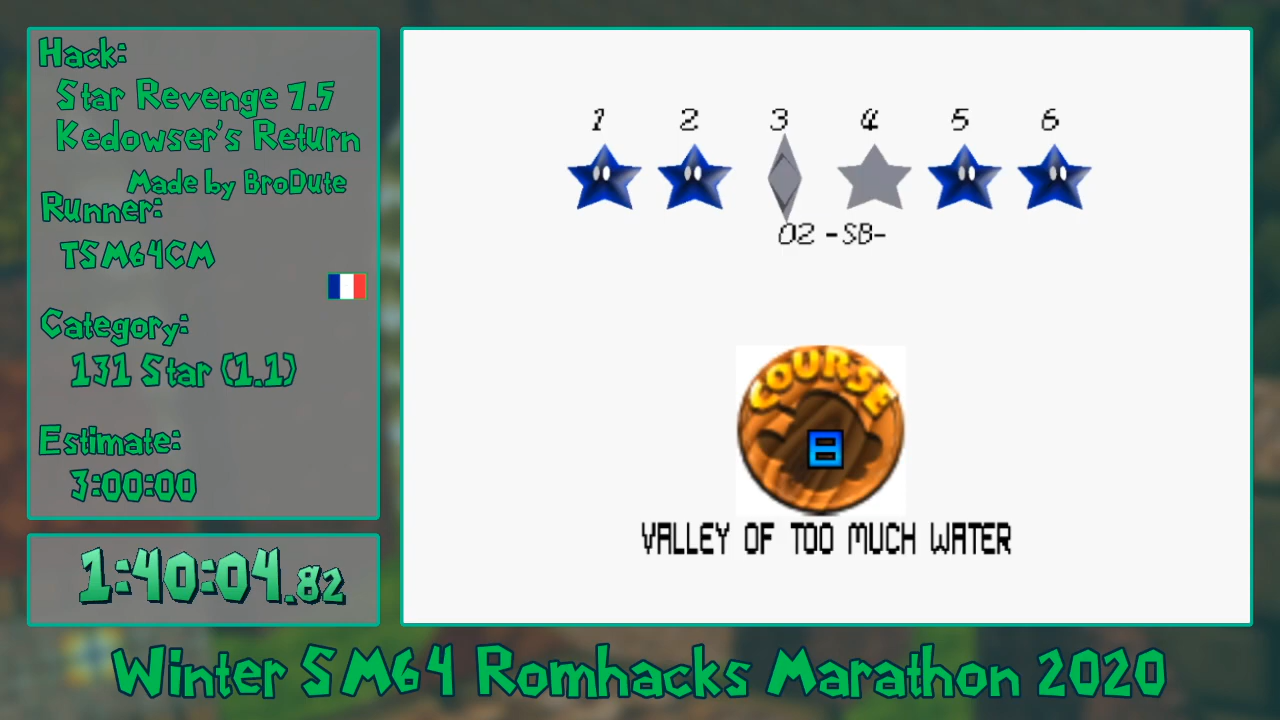 Hack:
Star Revenge 7.5
Kedowser's Return
Made by BroDute
Runner:
TSM64CM
Category:
131 Star (1.1)
Estimate:
3:00:00
1:40:04.82
1 2 3 4 5 6
02 -SB-
COURSE
8
VALLEY OF TOO MUCH WATER
Winter SM64 Romhacks Marathon 2020